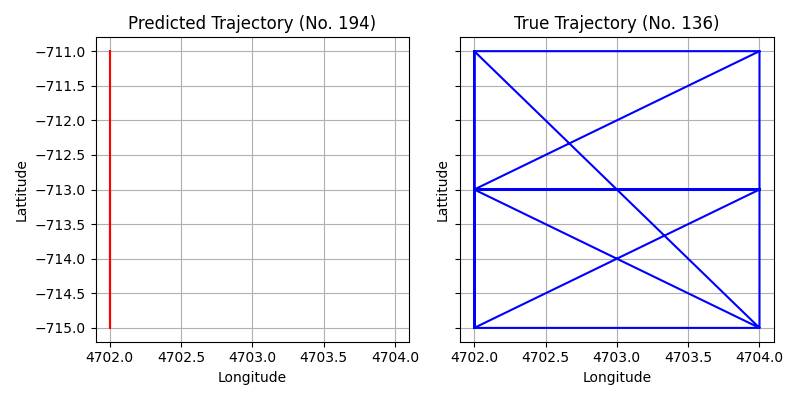 Predicted Trajectory (No. 194)
−711.0
−711.5
−712.0
−712.5
−713.0
−713.5
−714.0
−714.5
−715.0
Lattitude
4702.0 4702.5 4703.0 4703.5 4704.0
Longitude
True Trajectory (No. 136)
Lattitude
4702.0 4702.5 4703.0 4703.5 4704.0
Longitude